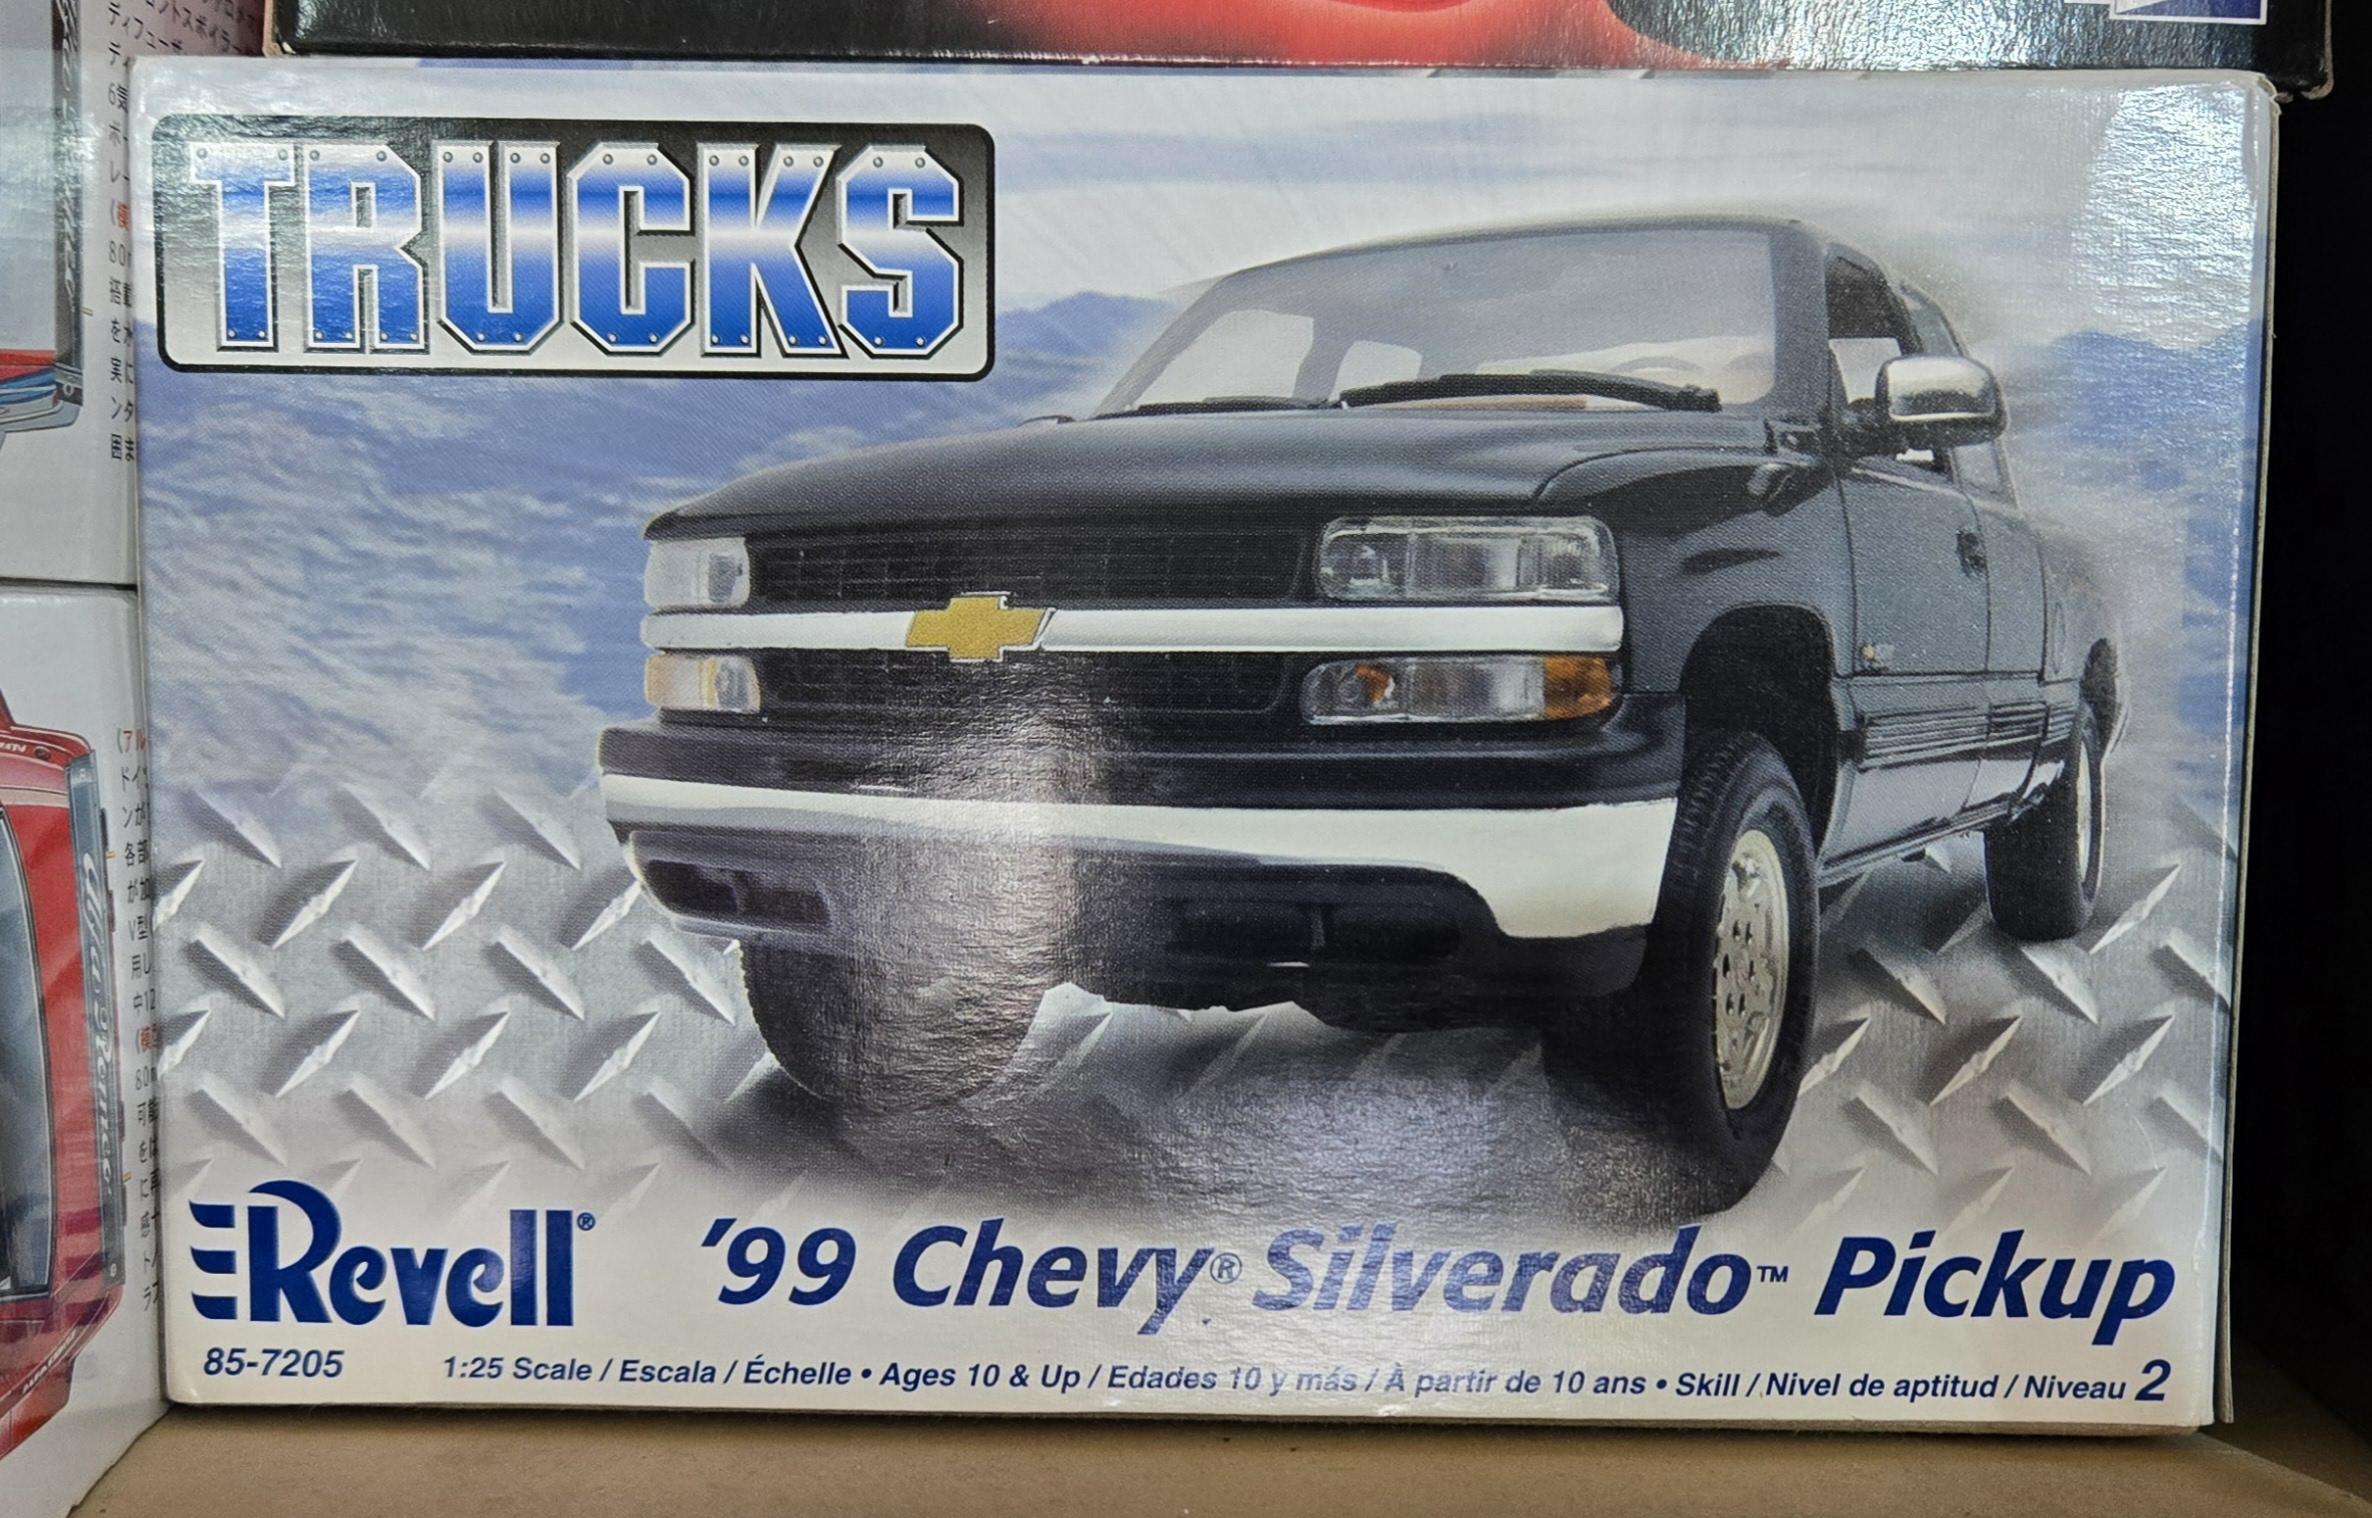 TRUCKS
Revell®
'99 Chevy® Silverado™ Pickup
85-7205
1:25 Scale / Escala / Échelle • Ages 10 & Up / Edades 10 y más / À partir de 10 ans • Skill / Nivel de aptitud / Niveau 2